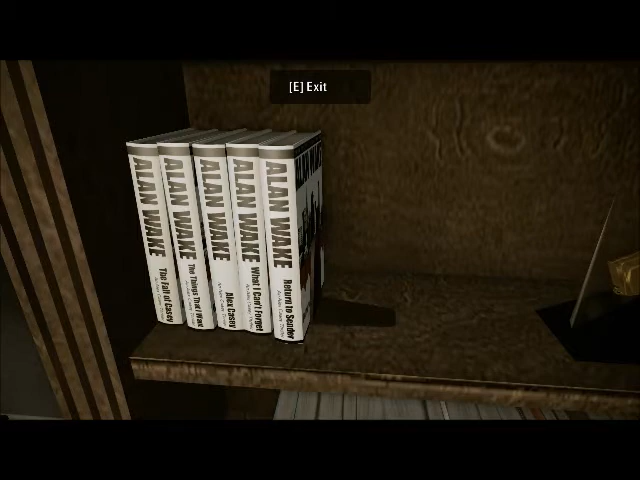 [E] Exit
ALAN WAKE
The Fall of Casey
ALAN WAKE
The Things That I Want
ALAN WAKE
Alex Casey
ALAN WAKE
What I Can't Forget
ALAN WAKE
Return to Sender